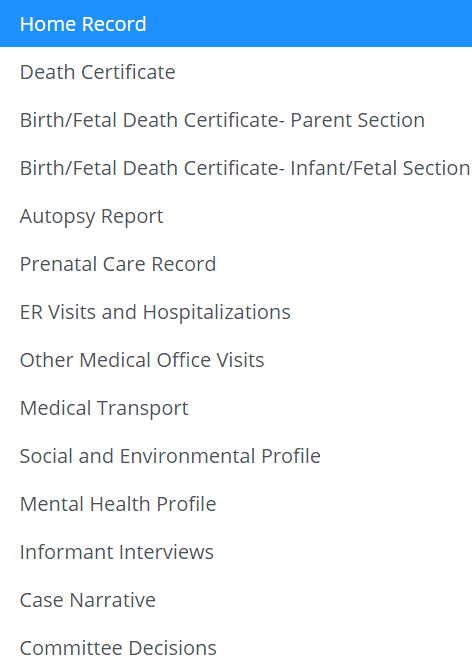 Home Record
Death Certificate
Birth/Fetal Death Certificate- Parent Section
Birth/Fetal Death Certificate- Infant/Fetal Section
Autopsy Report
Prenatal Care Record
ER Visits and Hospitalizations
Other Medical Office Visits
Medical Transport
Social and Environmental Profile
Mental Health Profile
Informant Interviews
Case Narrative
Committee Decisions